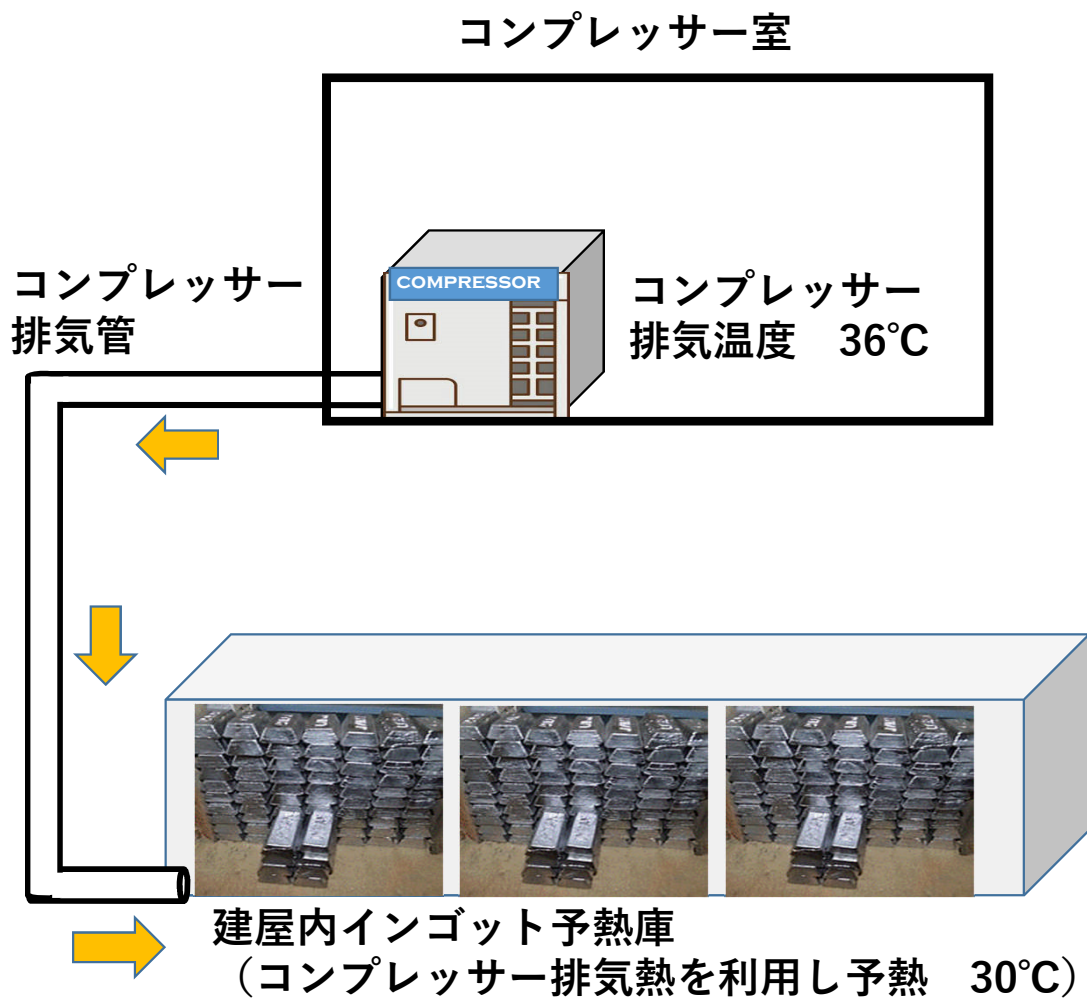 コンプレッサー室
COMPRESSOR
コンプレッサー
排気管
コンプレッサー
排気温度　36℃
建屋内インゴット予熱庫
（コンプレッサー排気熱を利用し予熱　30℃）